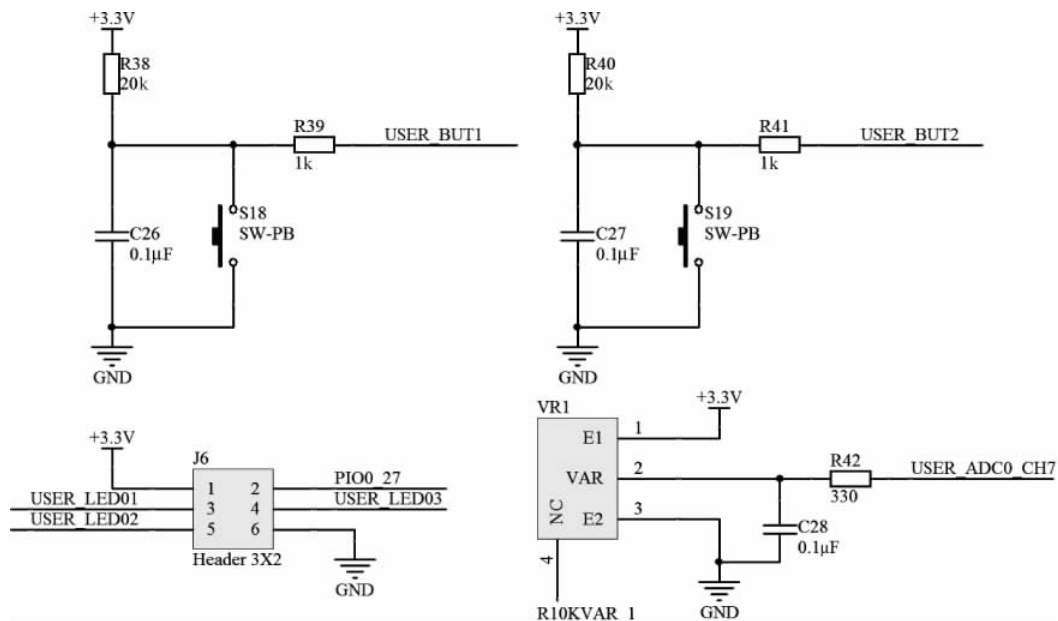 +3.3V
R38
20k
R39
USER_BUT1
1k
C26
0.1µF
S18
SW-PB
GND
+3.3V
R40
20k
R41
USER_BUT2
1k
C27
0.1µF
S19
SW-PB
GND
+3.3V
J6
1 2
PIO0_27
USER_LED01
3 4
USER_LED03
USER_LED02
5 6
Header 3X2
GND
VR1
+3.3V
E1
1
VAR
2
R42
USER_ADC0_CH7
330
NC
E2
3
C28
0.1µF
4
GND
R10KVAR_1